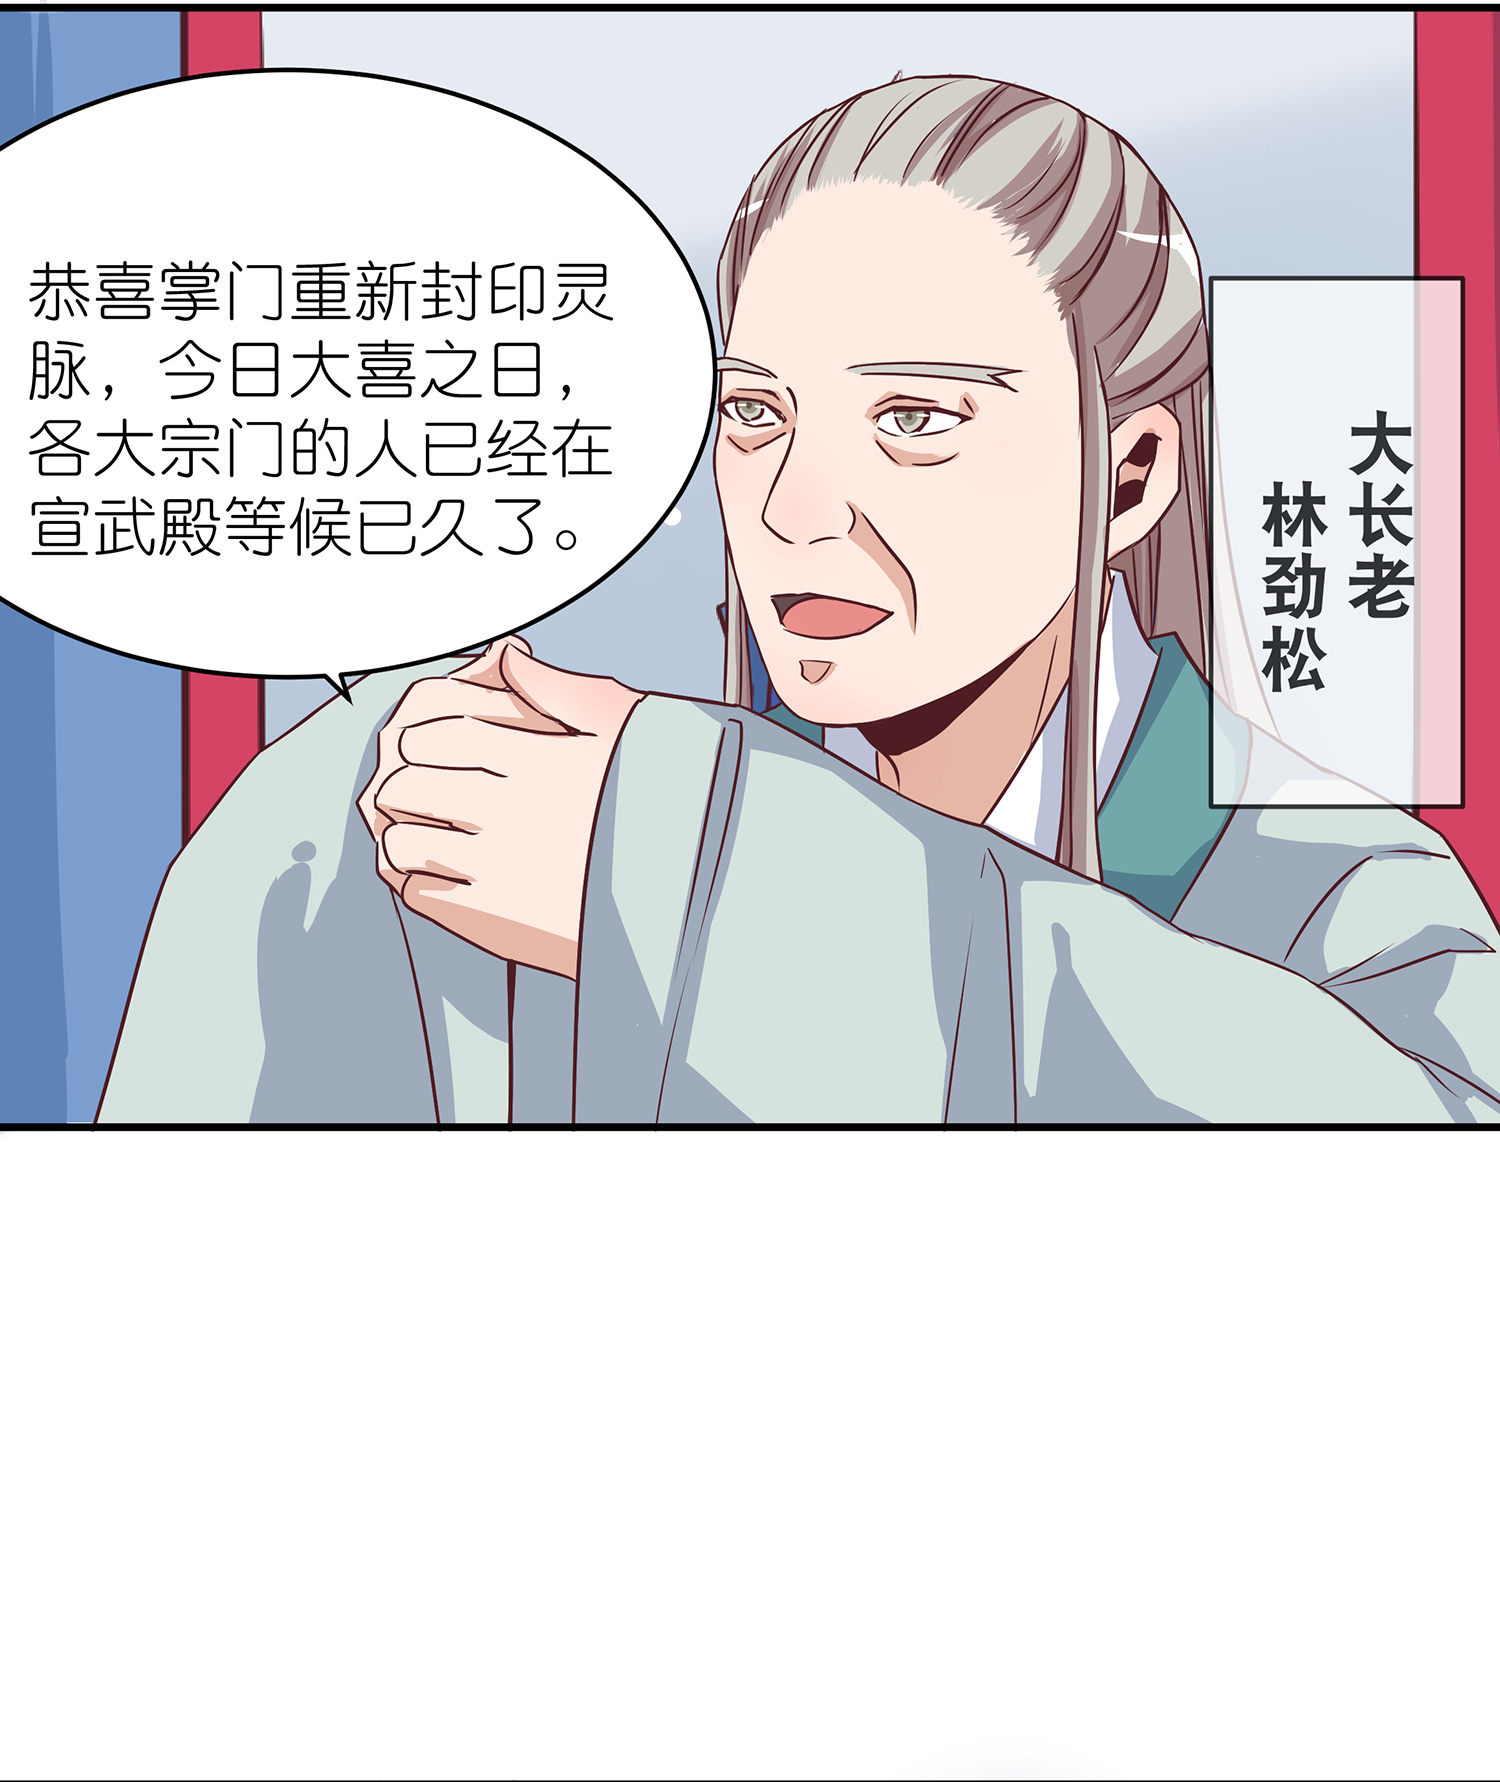 恭喜掌门重新封印灵
脉，今日大喜之日，
各大宗门的人已经在
宣武殿等候已久了。
大长老
林劲松